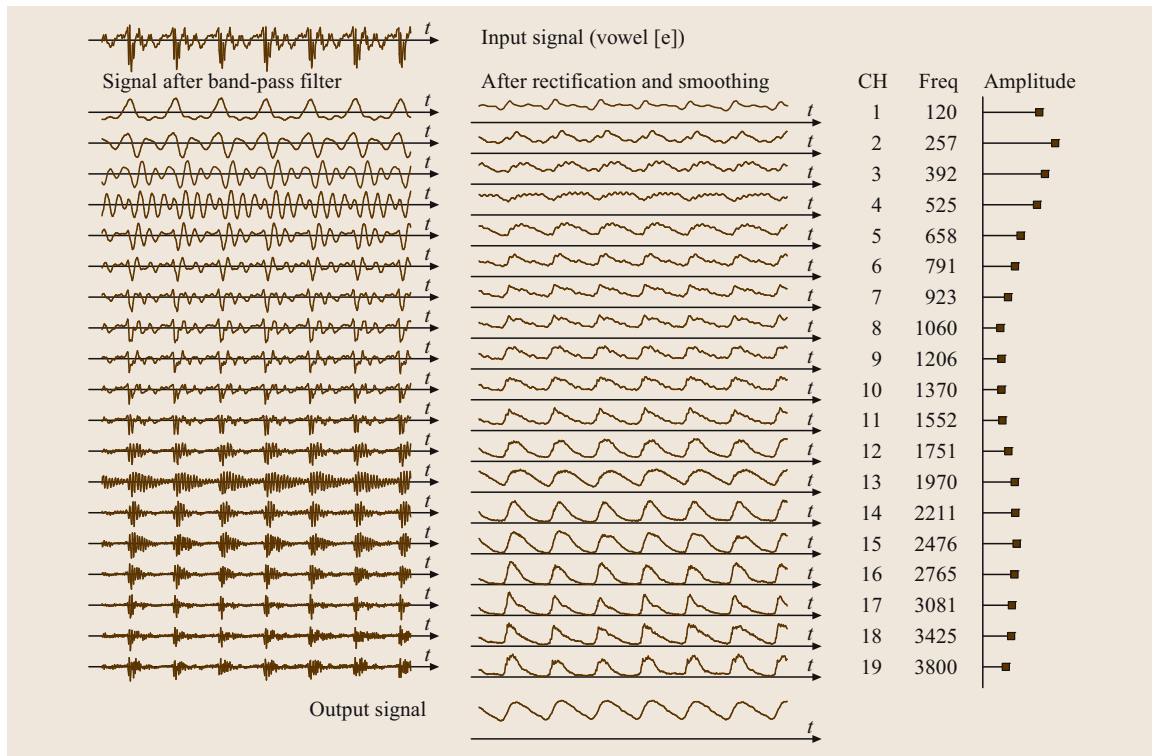 t Input signal (vowel [e])
Signal after band-pass filter After rectification and smoothing CH Freq Amplitude
t t 1 120
t t 2 257
t t 3 392
t t 4 525
t t 5 658
t t 6 791
t t 7 923
t t 8 1060
t t 9 1206
t t 10 1370
t t 11 1552
t t 12 1751
t t 13 1970
t t 14 2211
t t 15 2476
t t 16 2765
t t 17 3081
t t 18 3425
t t 19 3800
Output signal
t